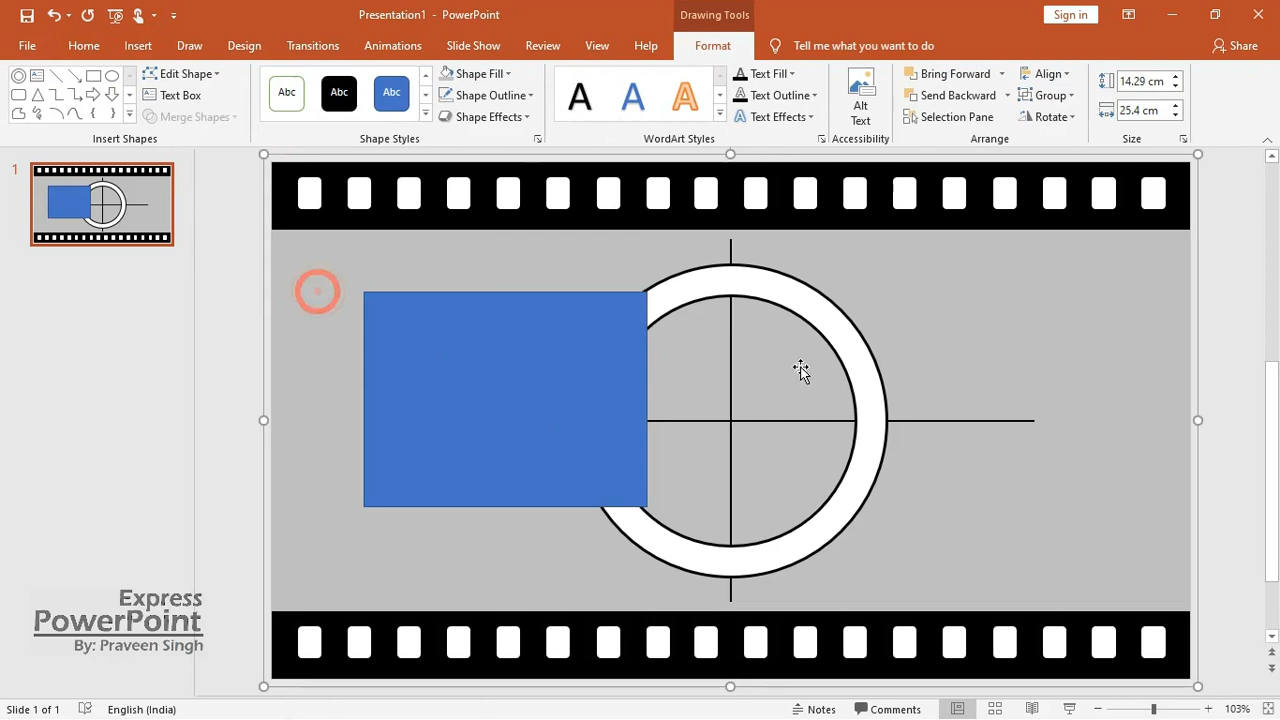 Presentation1 - PowerPoint
Drawing Tools
Sign in
File Home Insert Draw Design Transitions Animations Slide Show Review View Help Format Tell me what you want to do Share
Edit Shape
Text Box
Merge Shapes
Insert Shapes
Abc Abc Abc
Shape Fill
Shape Outline
Shape Effects
Shape Styles
A A A
Text Fill
Text Outline
Text Effects
WordArt Styles
Alt
Text
Accessibility
Bring Forward
Send Backward
Selection Pane
Align
Group
Rotate
Arrange
14.29 cm
25.4 cm
Size
1
Express
PowerPoint
By: Praveen Singh
Slide 1 of 1 English (India) Notes Comments 103%